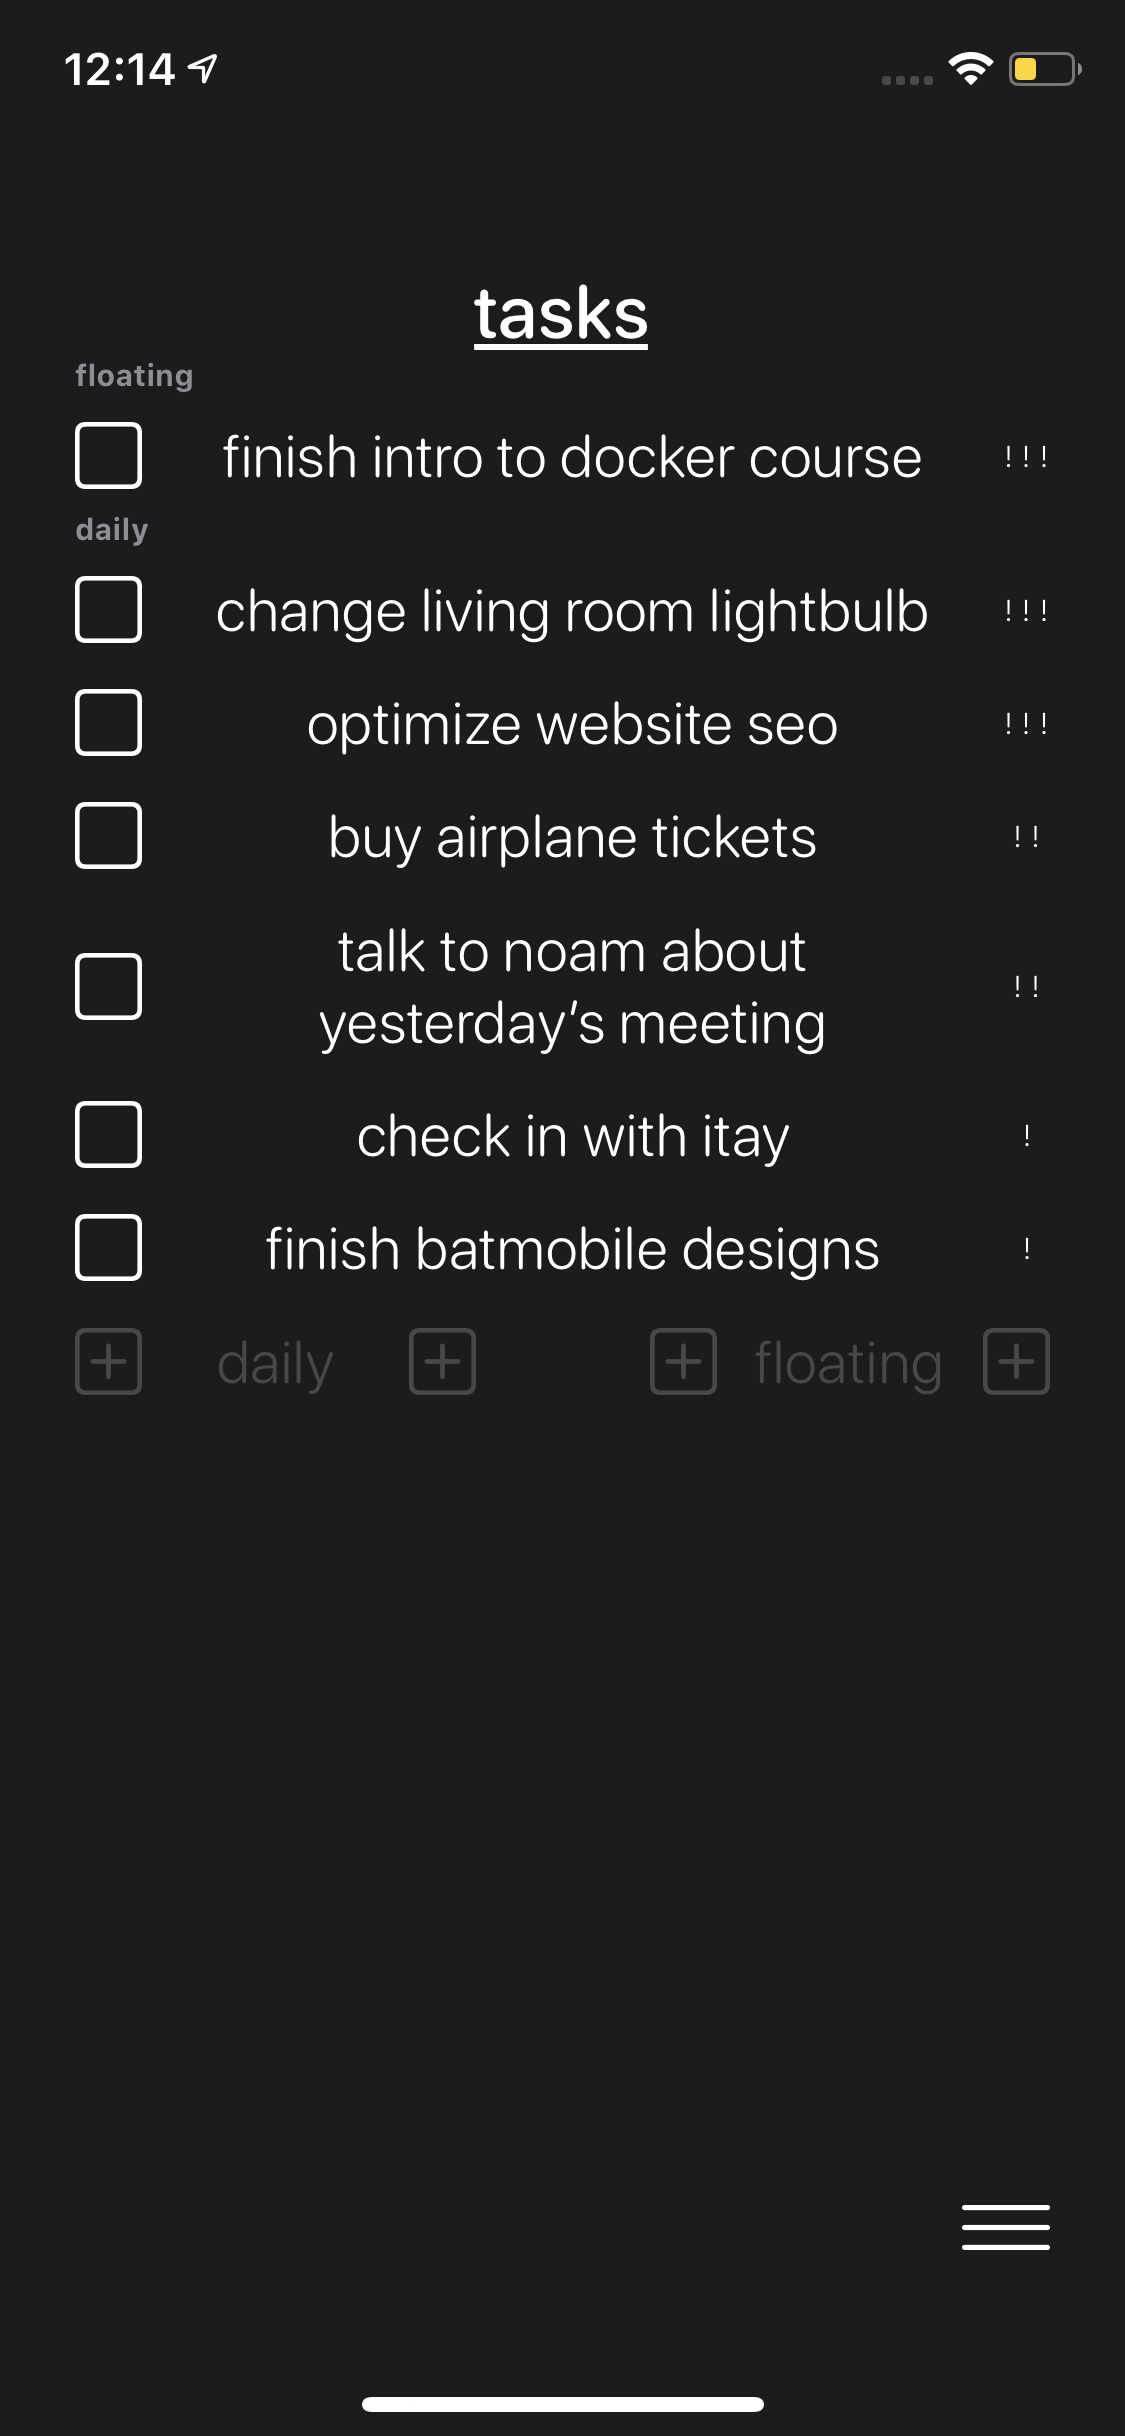 12:14
tasks
floating
finish intro to docker course !!!
daily
change living room lightbulb !!!
optimize website seo !!!
buy airplane tickets !!
talk to noam about
yesterday's meeting !!
check in with itay !
finish batmobile designs !
daily floating